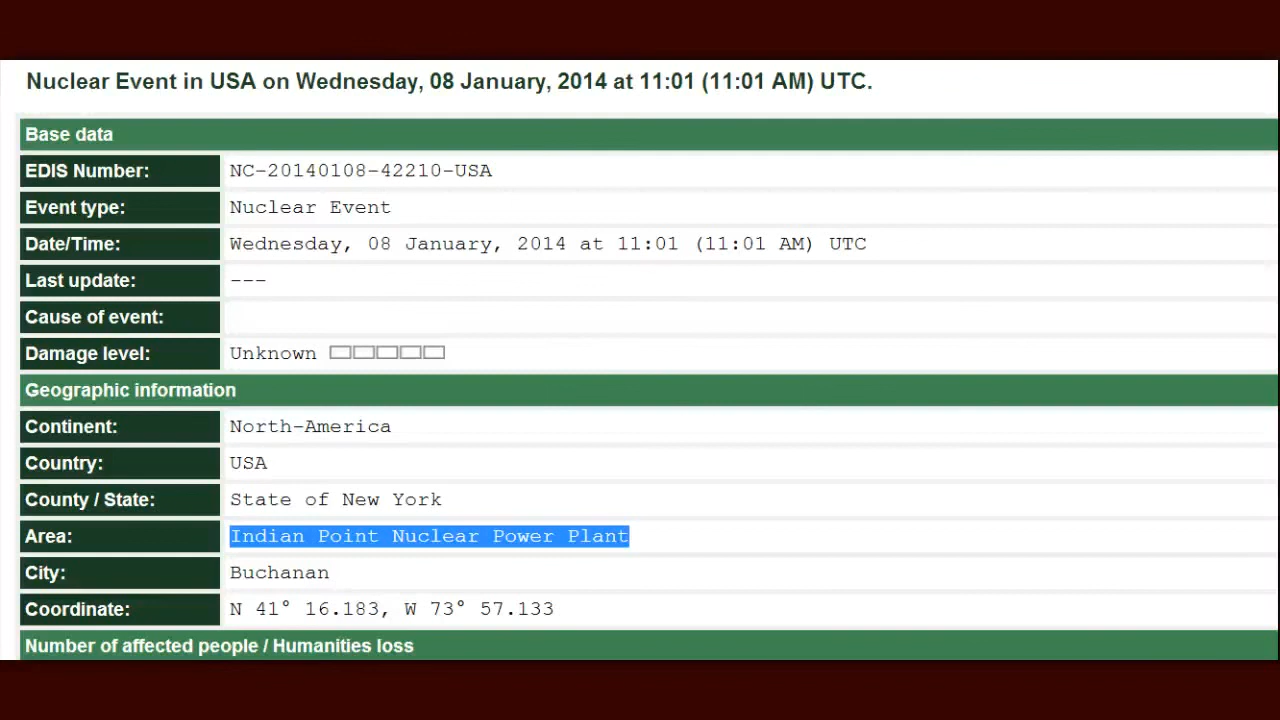 Nuclear Event in USA on Wednesday, 08 January, 2014 at 11:01 (11:01 AM) UTC.
Base data
EDIS Number: NC-20140108-42210-USA
Event type: Nuclear Event
Date/Time: Wednesday, 08 January, 2014 at 11:01 (11:01 AM) UTC
Last update: ---
Cause of event:
Damage level: Unknown
Geographic information
Continent: North-America
Country: USA
County / State: State of New York
Area: Indian Point Nuclear Power Plant
City: Buchanan
Coordinate: N 41° 16.183, W 73° 57.133
Number of affected people / Humanities loss